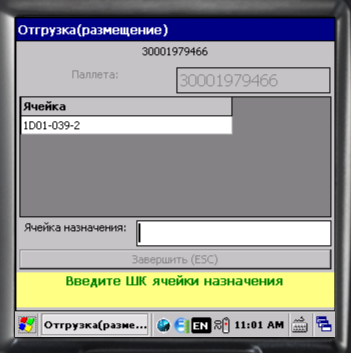 Отгрузка(размещение)
30001979466
Паллета: 30001979466
Ячейка
1D01-039-2
Ячейка назначения:
Завершить (ESC)
Введите ШК ячейки назначения
Отгрузка(разме... EN 11:01 AM